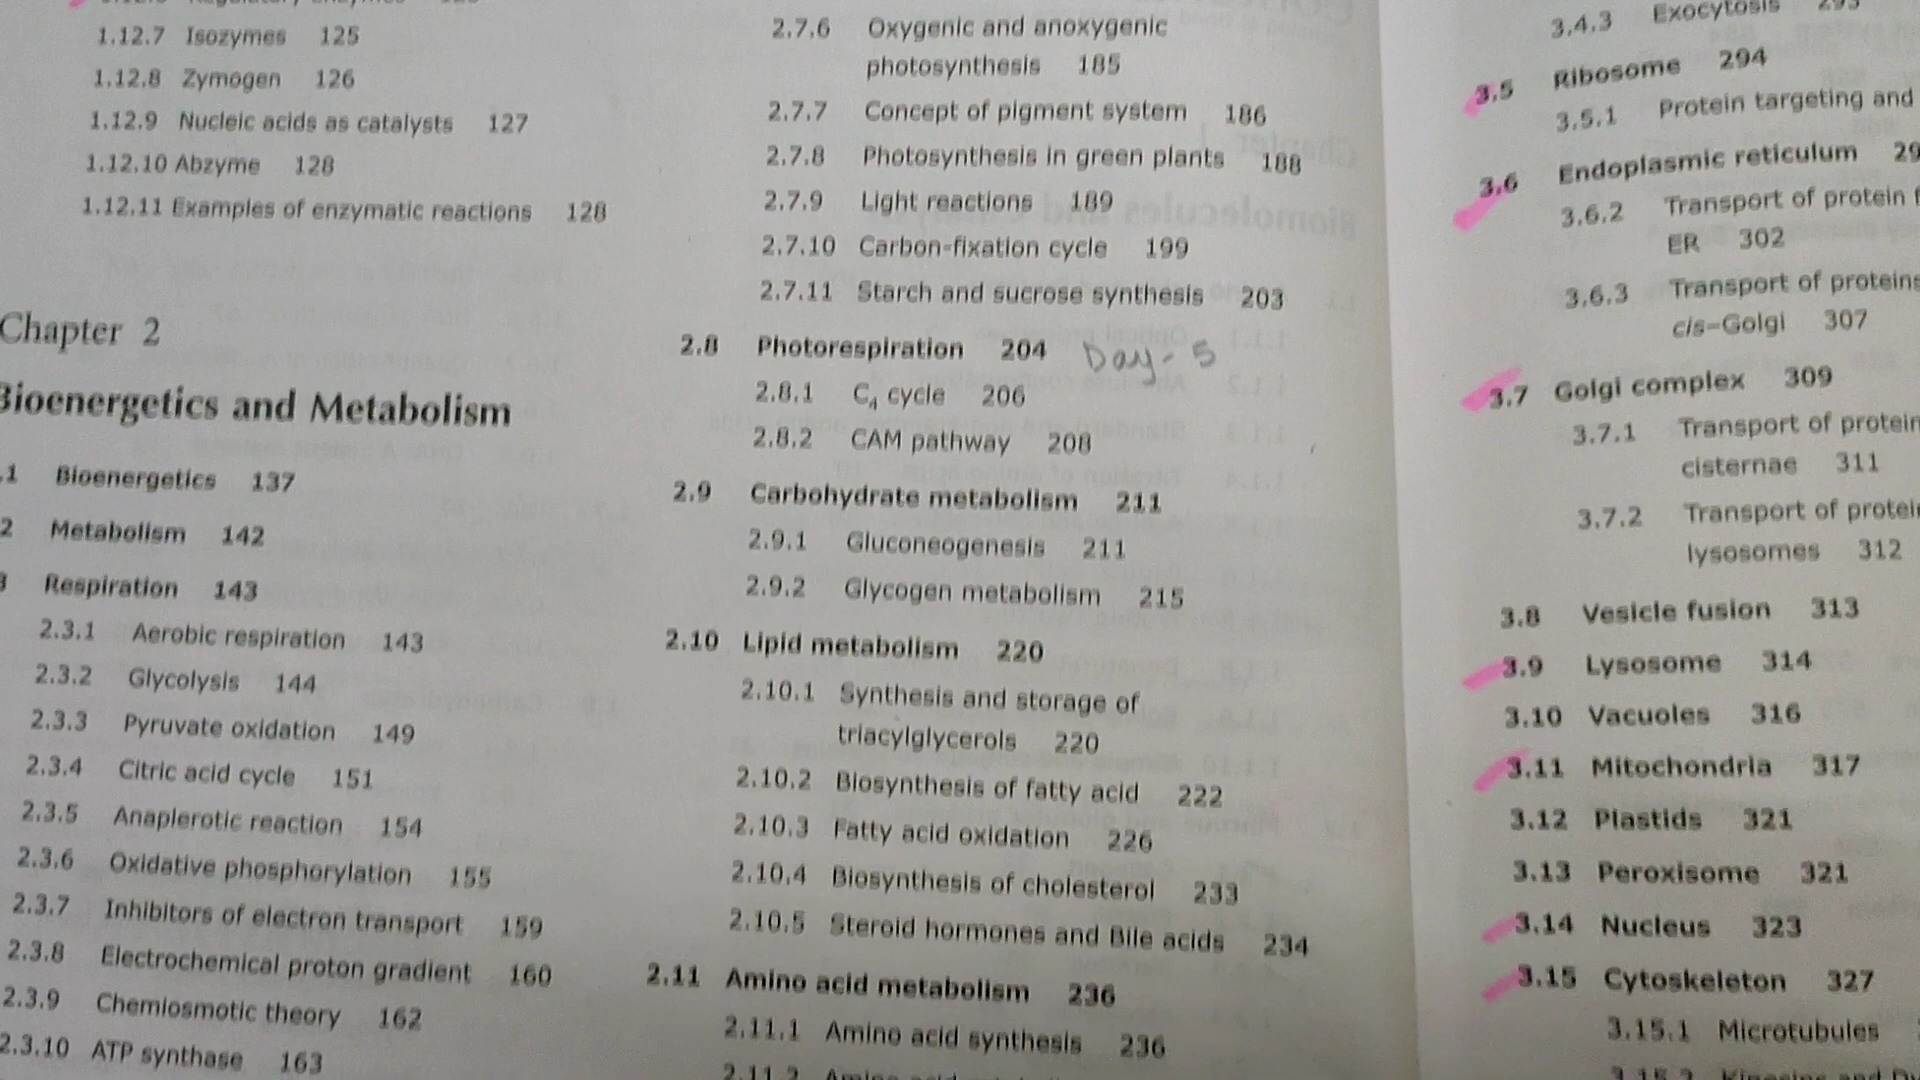 1.12.7 Isozymes 125
1.12.8 Zymogen 126
1.12.9 Nucleic acids as catalysts 127
1.12.10 Abzyme 128
1.12.11 Examples of enzymatic reactions 128
Chapter 2
Bioenergetics and Metabolism
.1 Bioenergetics 137
2 Metabolism 142
3 Respiration 143
2.3.1 Aerobic respiration 143
2.3.2 Glycolysis 144
2.3.3 Pyruvate oxidation 149
2.3.4 Citric acid cycle 151
2.3.5 Anaplerotic reaction 154
2.3.6 Oxidative phosphorylation 155
2.3.7 Inhibitors of electron transport 159
2.3.8 Electrochemical proton gradient 160
2.3.9 Chemiosmotic theory 162
2.3.10 ATP synthase 163
2.7.6 Oxygenic and anoxygenic
photosynthesis 185
2.7.7 Concept of pigment system 186
2.7.8 Photosynthesis in green plants 188
2.7.9 Light reactions 189
2.7.10 Carbon-fixation cycle 199
2.7.11 Starch and sucrose synthesis 203
2.8 Photorespiration 204 Day-5
2.8.1 C₄ cycle 206
2.8.2 CAM pathway 208
2.9 Carbohydrate metabolism 211
2.9.1 Gluconeogenesis 211
2.9.2 Glycogen metabolism 215
2.10 Lipid metabolism 220
2.10.1 Synthesis and storage of
triacylglycerols 220
2.10.2 Biosynthesis of fatty acid 222
2.10.3 Fatty acid oxidation 226
2.10.4 Biosynthesis of cholesterol 233
2.10.5 Steroid hormones and Bile acids 234
2.11 Amino acid metabolism 236
2.11.1 Amino acid synthesis 236
2.11.2
3.4.3 Exocytosis
3.5 Ribosome 294
3.5.1 Protein targeting and
3.6 Endoplasmic reticulum 29
3.6.2 Transport of protein f
ER 302
3.6.3 Transport of proteins
cis-Golgi 307
3.7 Golgi complex 309
3.7.1 Transport of protein
cisternae 311
3.7.2 Transport of protei
lysosomes 312
3.8 Vesicle fusion 313
3.9 Lysosome 314
3.10 Vacuoles 316
3.11 Mitochondria 317
3.12 Plastids 321
3.13 Peroxisome 321
3.14 Nucleus 323
3.15 Cytoskeleton 327
3.15.1 Microtubules